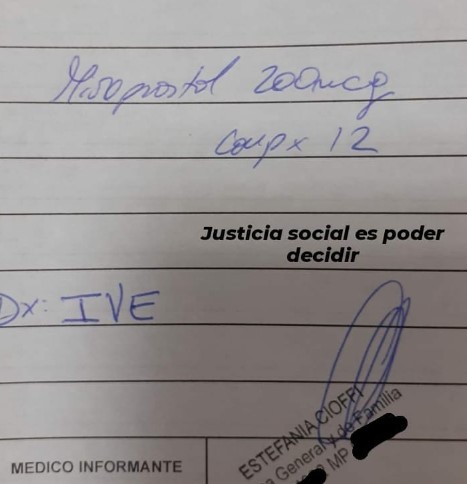 Misoprostol 200mcg
comp x 12
Justicia social es poder
decidir
Dx: IVE
ESTEFANIA CIOFFI
General y de Familia
MP
MEDICO INFORMANTE